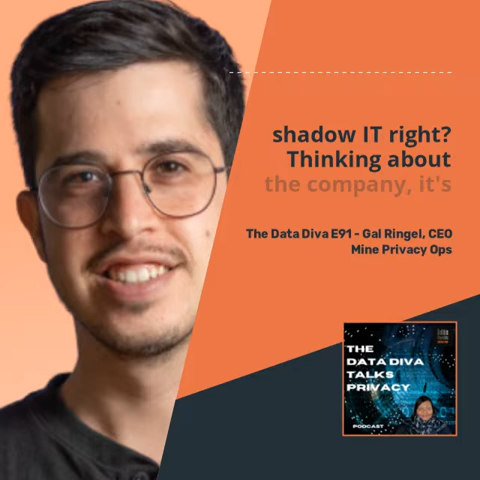 shadow IT right?
Thinking about
the company, it's
The Data Diva E91 - Gal Ringel, CEO
Mine Privacy Ops
THE
DATA DIVA
TALKS
PRIVACY
PODCAST